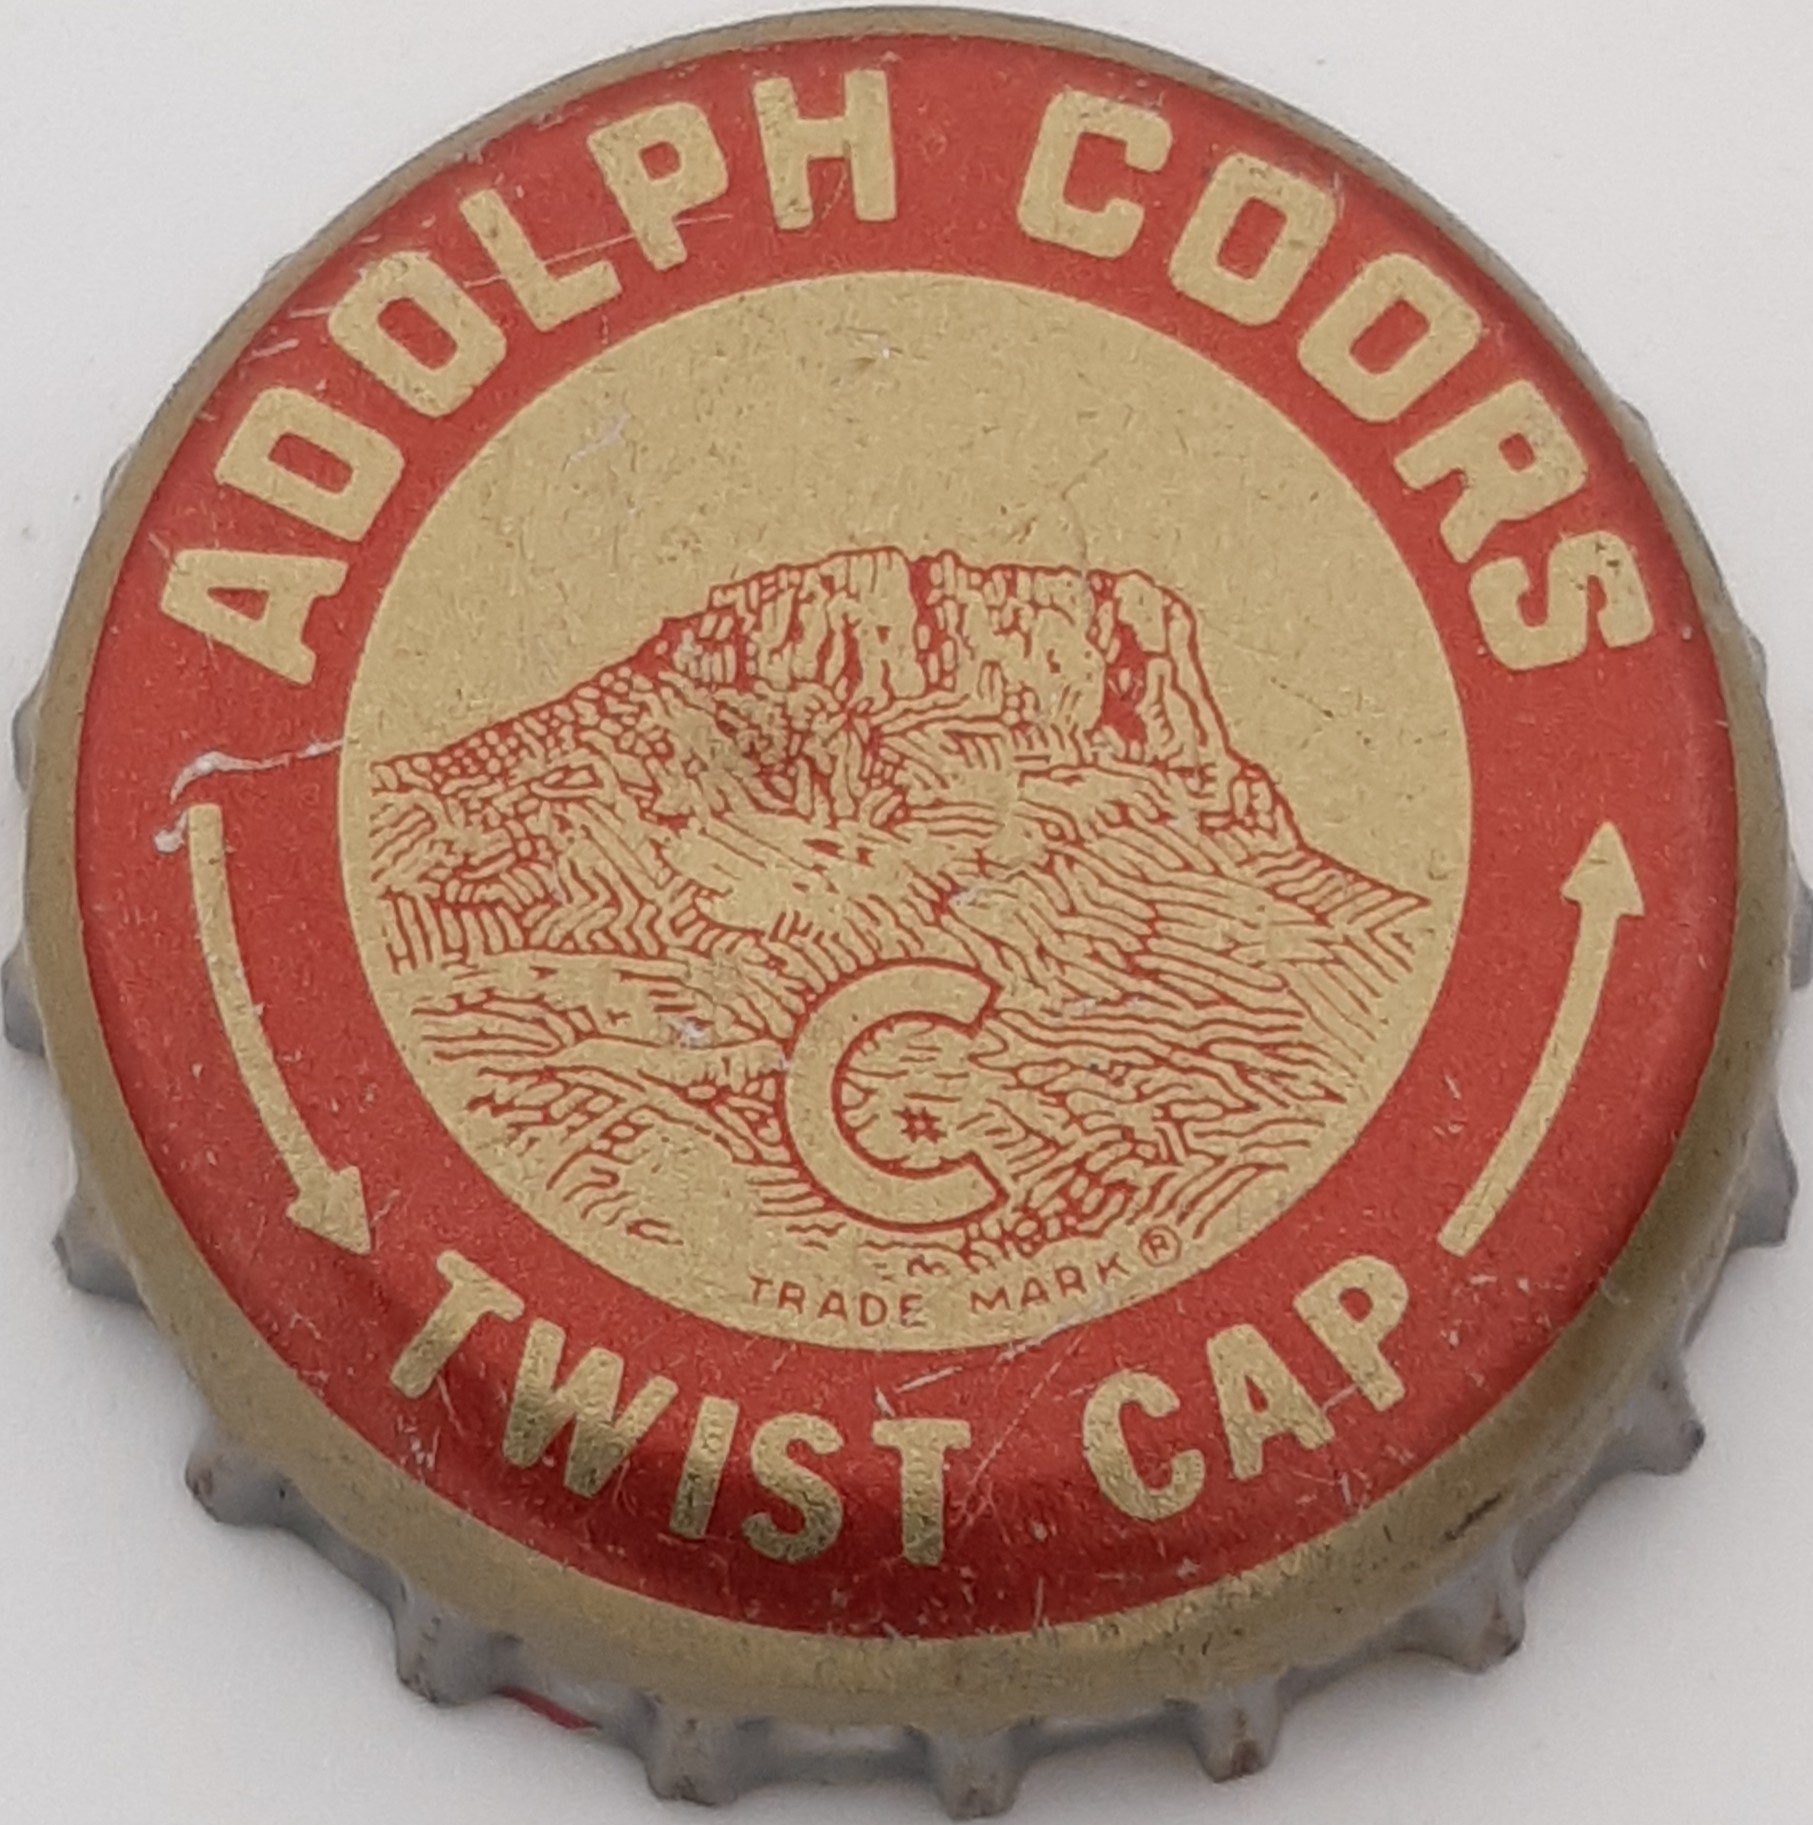 ADOLPH COORS
C
TRADE MARK ®
TWIST CAP